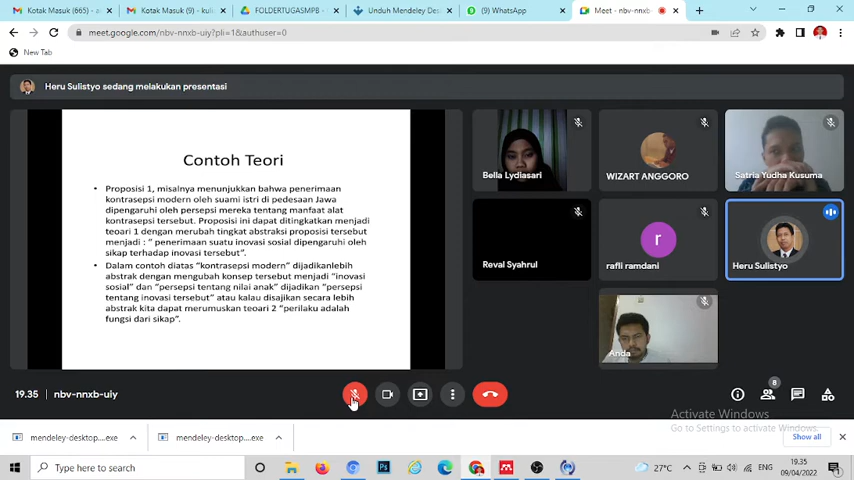 Kotak Masuk (665) - a
Kotak Masuk (9) - kuli
FOLDERTUGASMP8 -
Unduh Mendeley Des
(9) WhatsApp
Meet - nbv-nnxb-
meet.google.com/nbv-nnxb-uiy?pli=1&authuser=0
New Tab
Heru Sulistyo sedang melakukan presentasi
Contoh Teori
• Proposisi 1, misalnya menunjukkan bahwa penerimaan
kontrasepsi modern oleh suami istri di pedesaan Jawa
dipengaruhi oleh persepsi mereka tentang manfaat alat
kontrasepsi tersebut. Proposisi ini dapat ditingkatkan menjadi
teoari 1 dengan merubah tingkat abstraksi proposisi tersebut
menjadi : “ penerimaan suatu inovasi sosial dipengaruhi oleh
sikap terhadap inovasi tersebut”.
• Dalam contoh diatas “kontrasepsi modern” dijadikanlebih
abstrak dengan mengubah konsep tersebut menjadi “inovasi
sosial” dan “persepsi tentang nilai anak” dijadikan “persepsi
tentang inovasi tersebut” atau kalau disajikan secara lebih
abstrak kita dapat merumuskan teoari 2 “perilaku adalah
fungsi dari sikap”.
Bella Lydiasari
WIZART ANGGORO
Satria Yudha Kusuma
Reval Syahrul
r
rafli ramdani
Heru Sulistyo
Anda
19.35 | nbv-nnxb-uiy
8
Activate Windows
Go to Settings to activate Windows.
mendeley-desktop....exe
mendeley-desktop....exe
Show all
Type here to search
Ps
27°C
ENG
19.35
09/04/2022